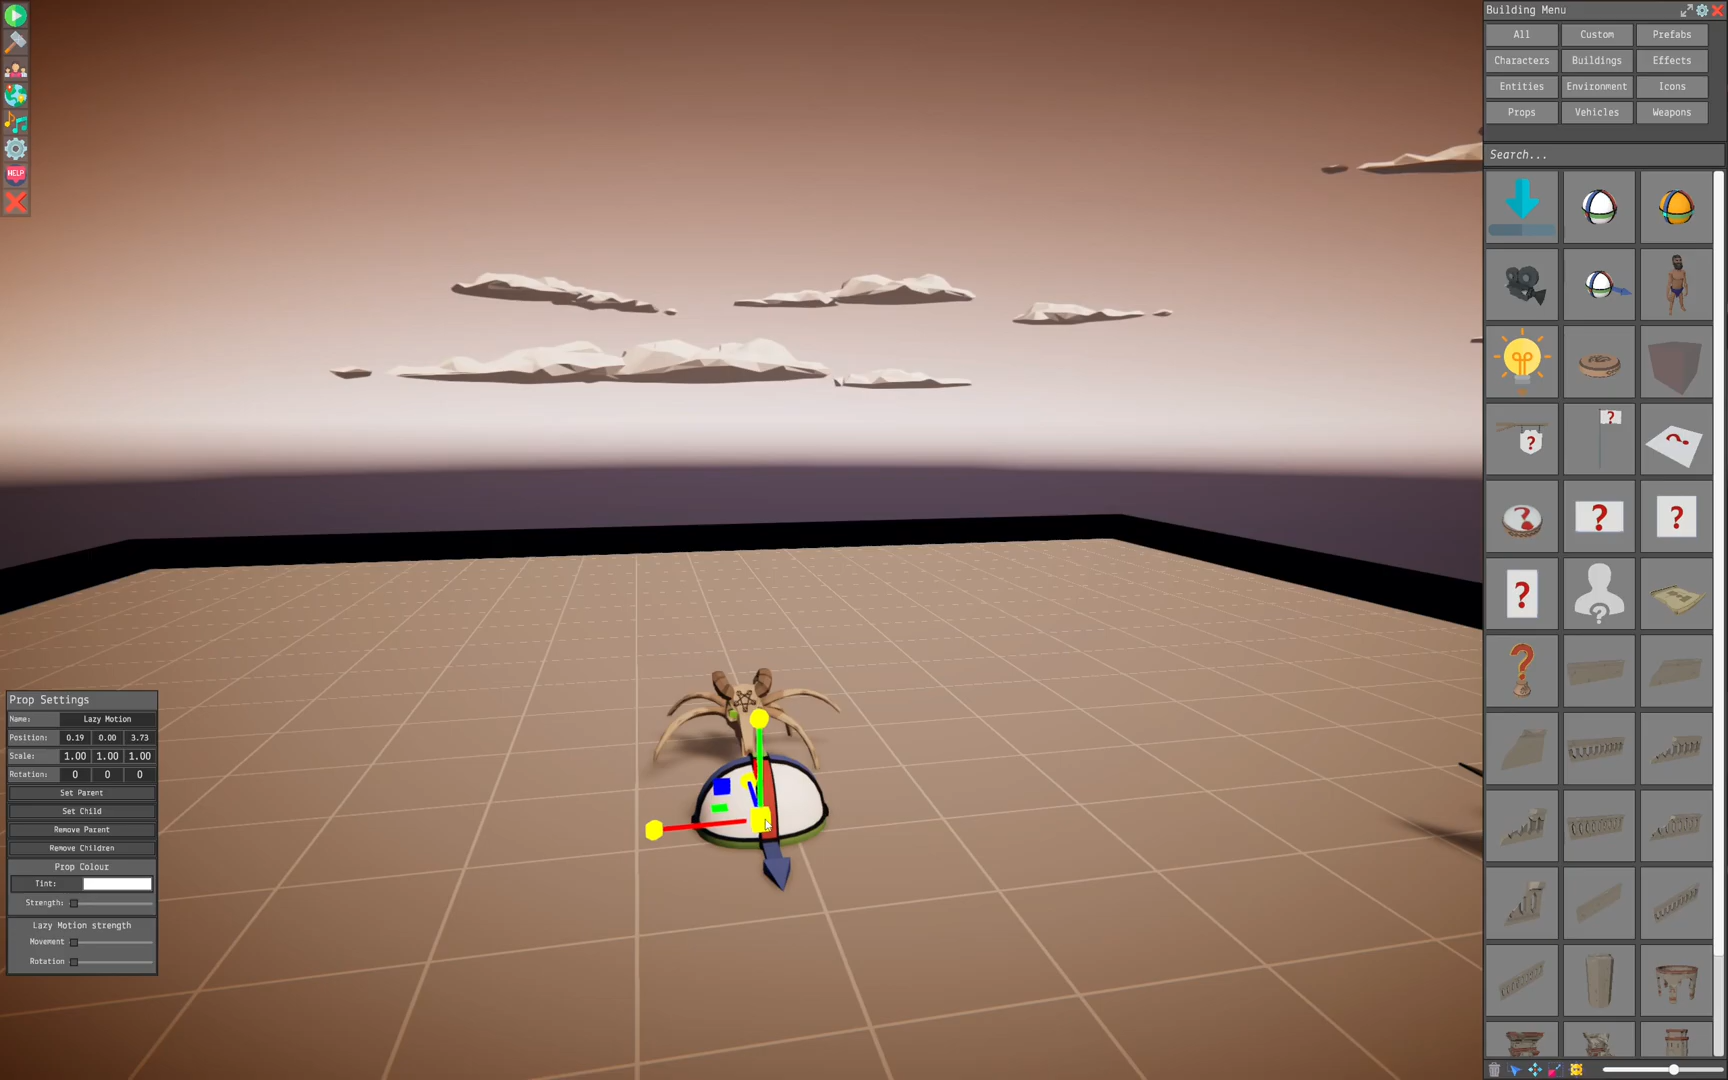 Building Menu
All Custom Prefabs
Characters Buildings Effects
Entities Environment Icons
Props Vehicles Weapons
Search...
HELP
? ? ?
? ? ?
? ?
?
Prop Settings
Name: Lazy Motion
Position: 0.19 0.00 3.73
Scale: 1.00 1.00 1.00
Rotation: 0 0 0
Set Parent
Set Child
Remove Parent
Remove Children
Prop Colour
Tint:
Strength:
Lazy Motion strength
Movement
Rotation